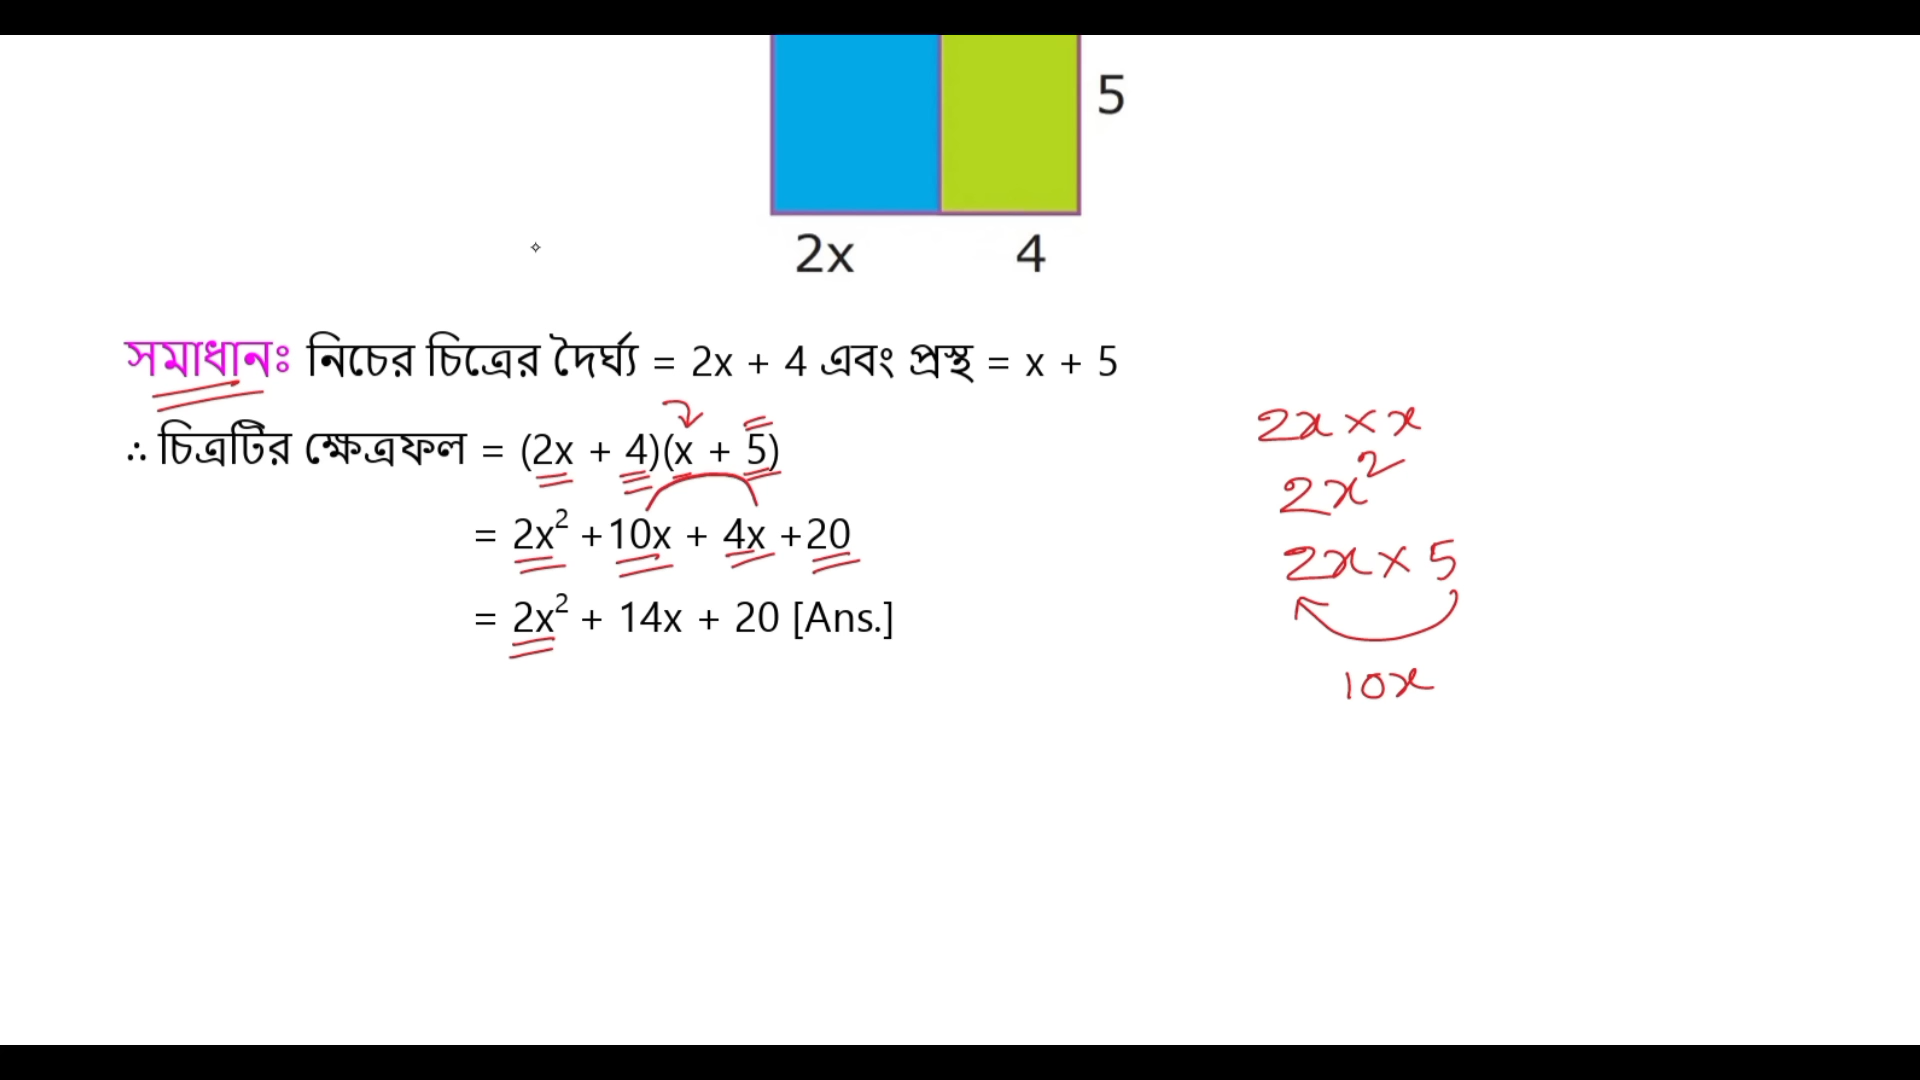 5
2x 4
সমাধানঃ নিচের চিত্রের দৈর্ঘ্য = 2x + 4 এবং প্রস্থ = x + 5
∴ চিত্রটির ক্ষেত্রফল = (2x + 4)(x + 5)
= 2x² +10x + 4x +20
= 2x² + 14x + 20 [Ans.]
2x × x
2x²
2x × 5
10x